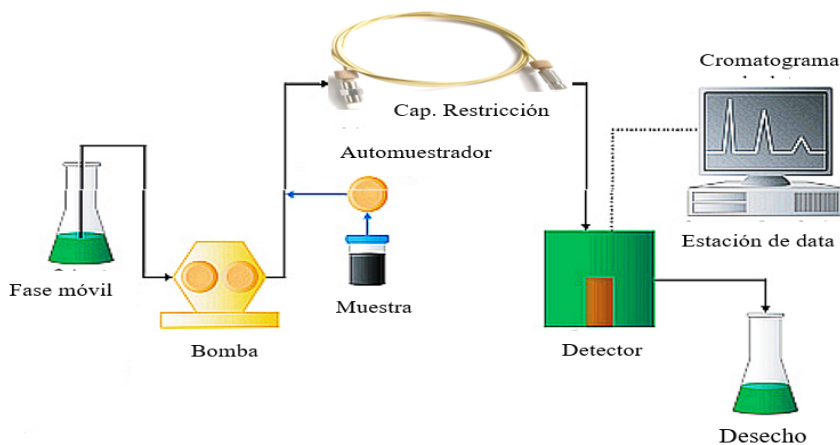 Cromatograma
Cap. Restricción
Automuestrador
Estación de data
Fase móvil
Muestra
Bomba
Detector
Desecho